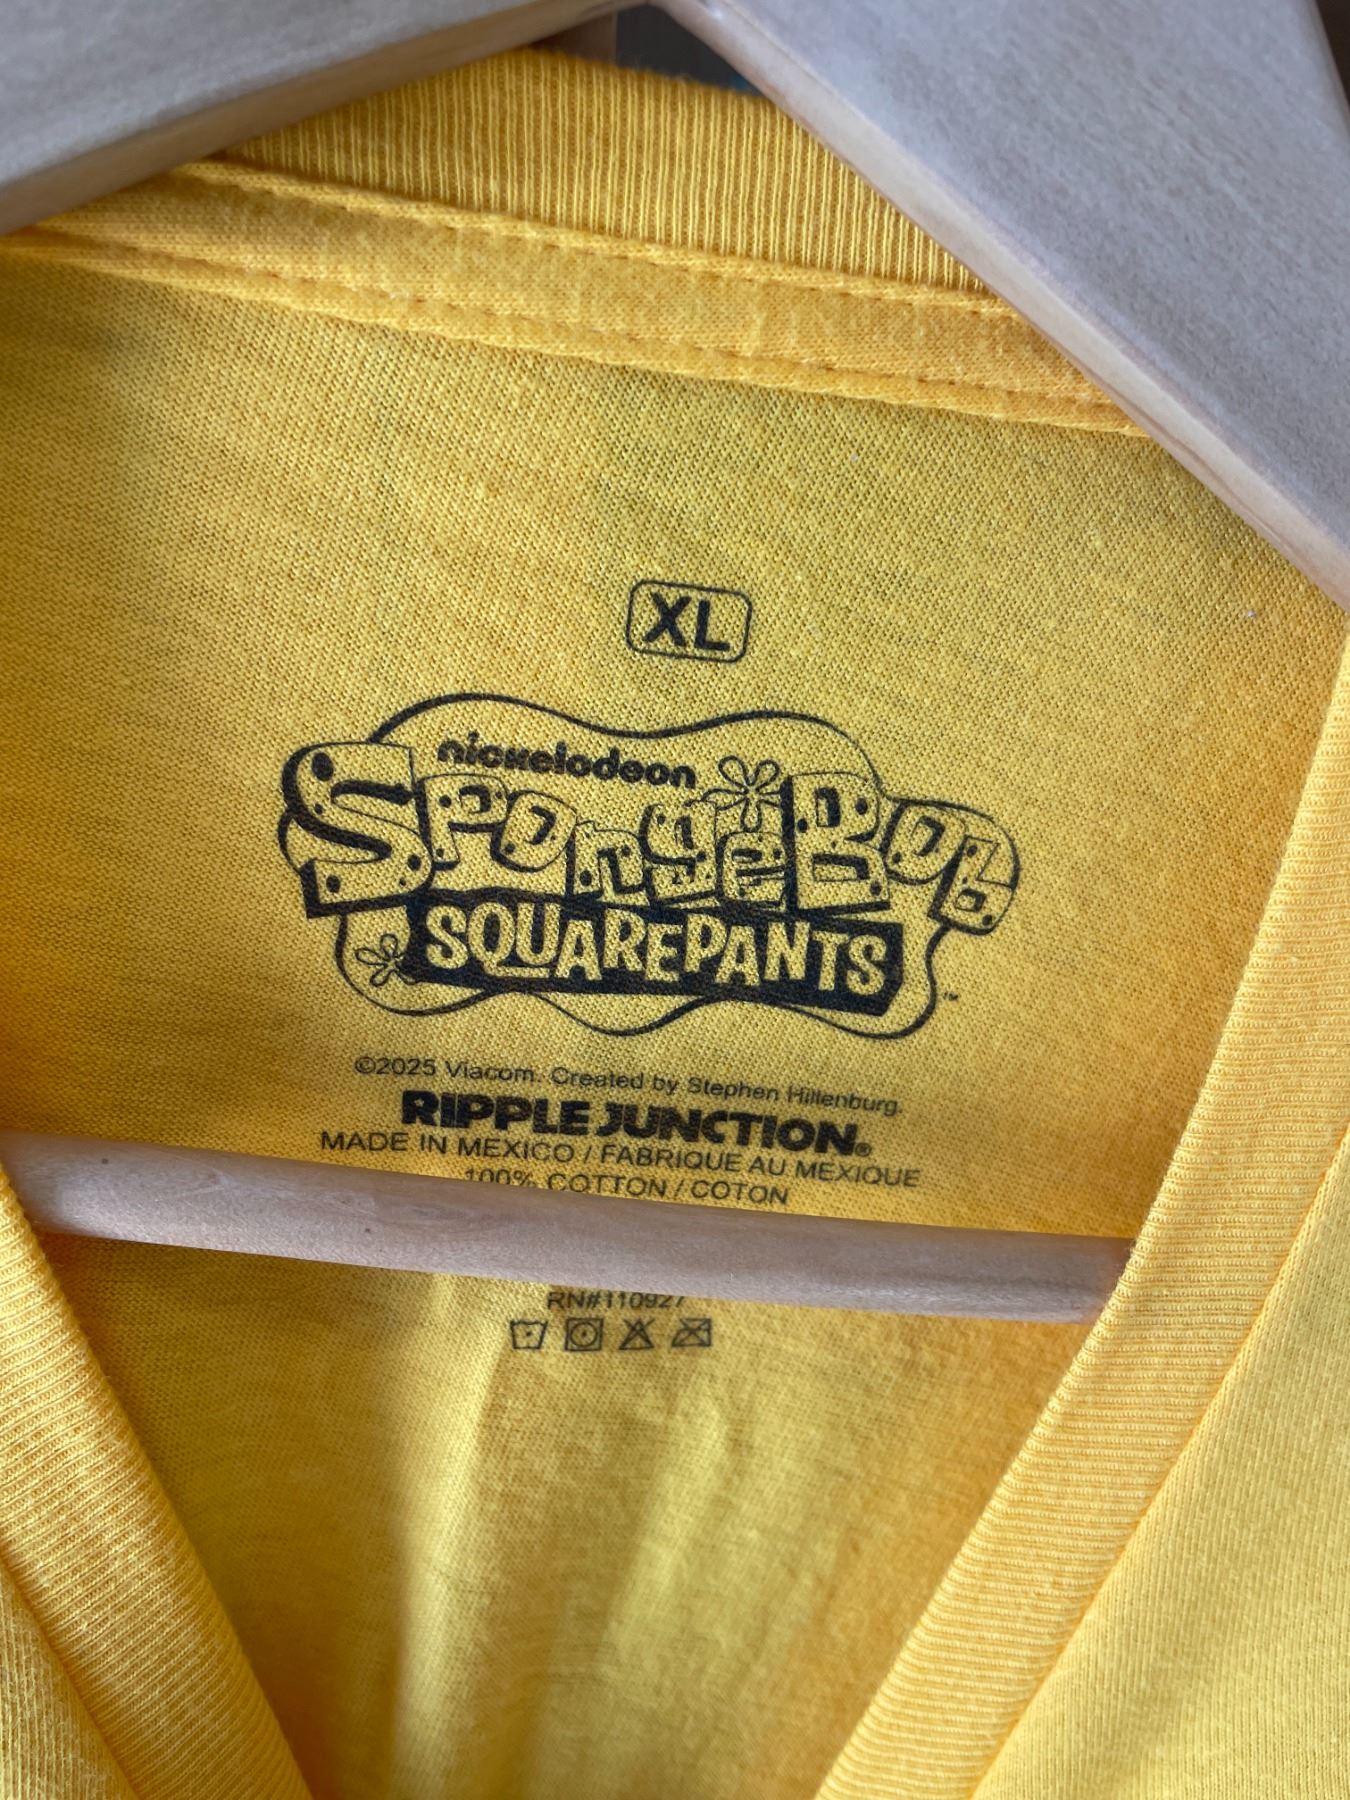 XL
nickelodeon
SPongeBob
SQUAREPANTS
™
©2025 Viacom. Created by Stephen Hillenburg.
RIPPLE JUNCTION®
MADE IN MEXICO / FABRIQUE AU MEXIQUE
100% COTTON / COTON
RN#110927